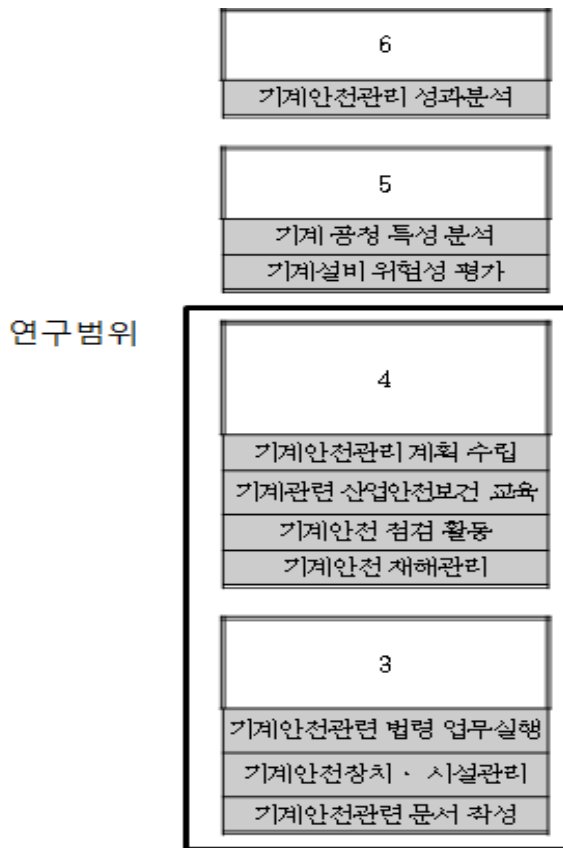 6
기계안전관리 성과분석
5
기계 공정 특성 분석
기계설비 위험성 평가
연구범위
4
기계안전관리 계획 수립
기계관련 산업안전보건 교육
기계안전 점검 활동
기계안전 재해관리
3
기계안전관련 법령 업무실행
기계안전장치 · 시설관리
기계안전관련 문서 작성